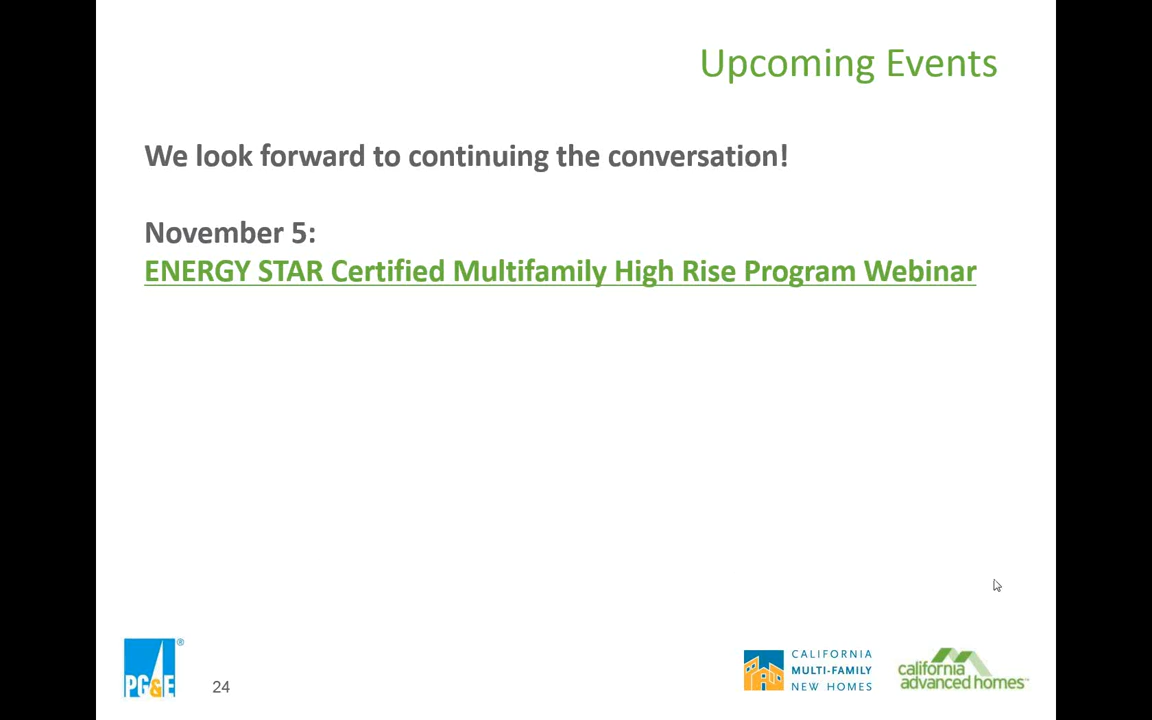 Upcoming Events
We look forward to continuing the conversation!
November 5:
ENERGY STAR Certified Multifamily High Rise Program Webinar
PG&E®
24
CALIFORNIA
MULTI-FAMILY
NEW HOMES
california
advanced homes™